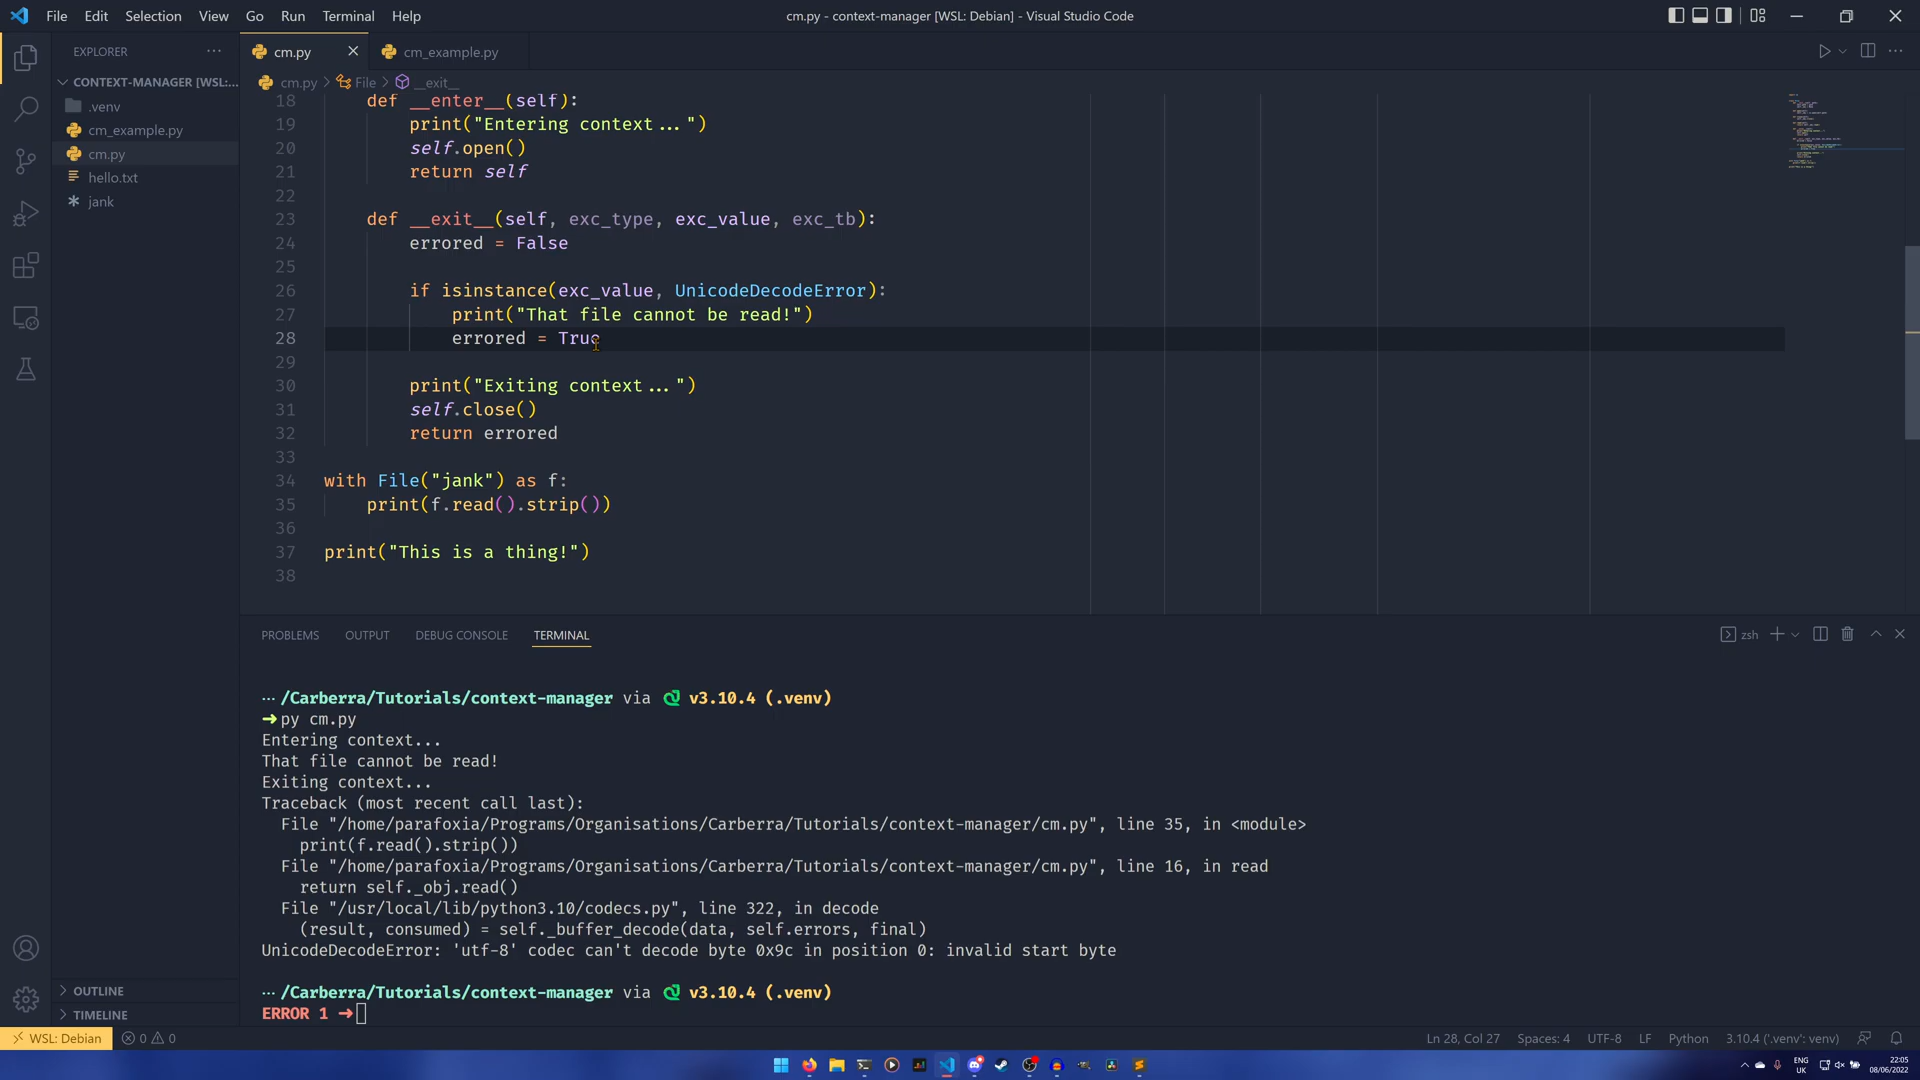 File Edit Selection View Go Run Terminal Help
cm.py - context-manager [WSL: Debian] - Visual Studio Code
EXPLORER
CONTEXT-MANAGER [WSL:...
.venv
cm_example.py
cm.py
hello.txt
jank
OUTLINE
TIMELINE
cm.py cm_example.py
cm.py > File > __exit__
18 def __enter__(self):
19 print("Entering context...")
20 self.open()
21 return self
22
23 def __exit__(self, exc_type, exc_value, exc_tb):
24 errored = False
25
26 if isinstance(exc_value, UnicodeDecodeError):
27 print("That file cannot be read!")
28 errored = True
29
30 print("Exiting context...")
31 self.close()
32 return errored
33
34 with File("jank") as f:
35 print(f.read().strip())
36
37 print("This is a thing!")
38
PROBLEMS OUTPUT DEBUG CONSOLE TERMINAL
zsh
... /Carberra/Tutorials/context-manager via v3.10.4 (.venv)
➜ py cm.py
Entering context...
That file cannot be read!
Exiting context...
Traceback (most recent call last):
File "/home/parafoxia/Programs/Organisations/Carberra/Tutorials/context-manager/cm.py", line 35, in <module>
print(f.read().strip())
File "/home/parafoxia/Programs/Organisations/Carberra/Tutorials/context-manager/cm.py", line 16, in read
return self._obj.read()
File "/usr/local/lib/python3.10/codecs.py", line 322, in decode
(result, consumed) = self._buffer_decode(data, self.errors, final)
UnicodeDecodeError: 'utf-8' codec can't decode byte 0x9c in position 0: invalid start byte
... /Carberra/Tutorials/context-manager via v3.10.4 (.venv)
ERROR 1 ➜
WSL: Debian 0 0
Ln 28, Col 27 Spaces: 4 UTF-8 LF Python 3.10.4 ('.venv': venv)
ENG
UK
22:05
08/06/2022